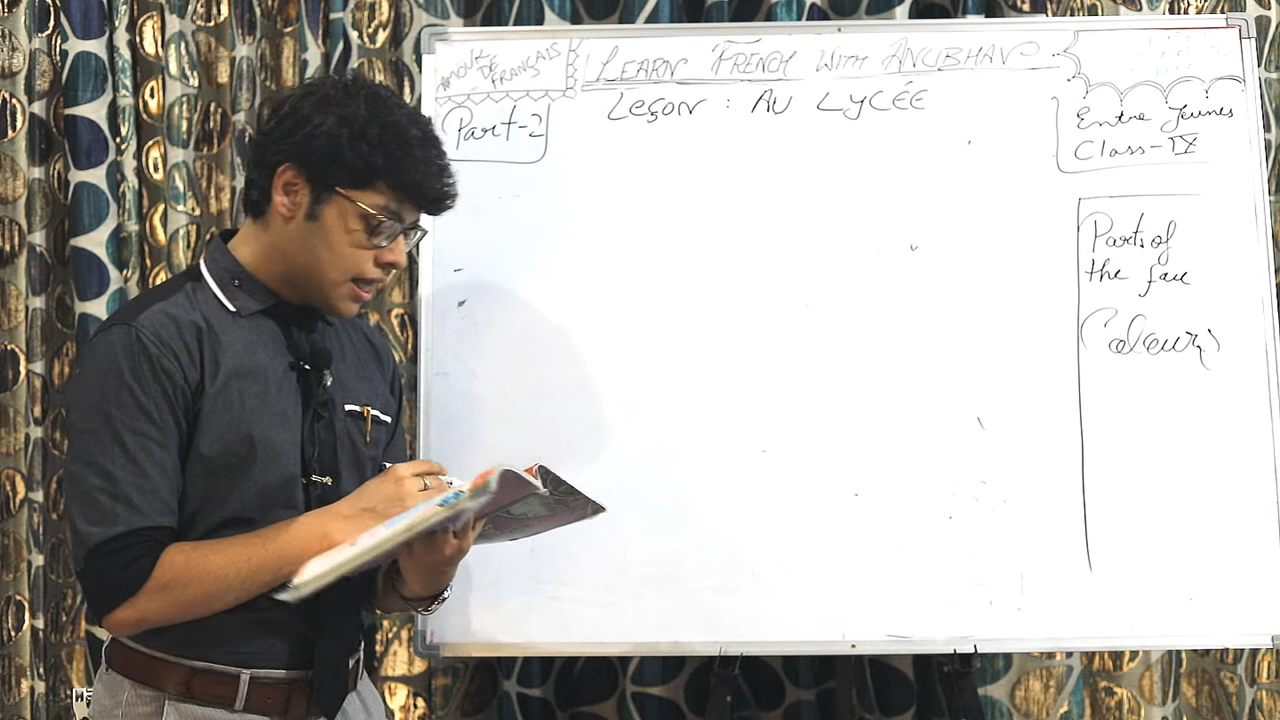 AMOUR
DE
FRANÇAIS
LEARN FRENCH WITH ANUBHAV
Part-2
Leşon : AU LYCÉE
Entre Jeunes
Class-IX
Parts of
the face
Colours